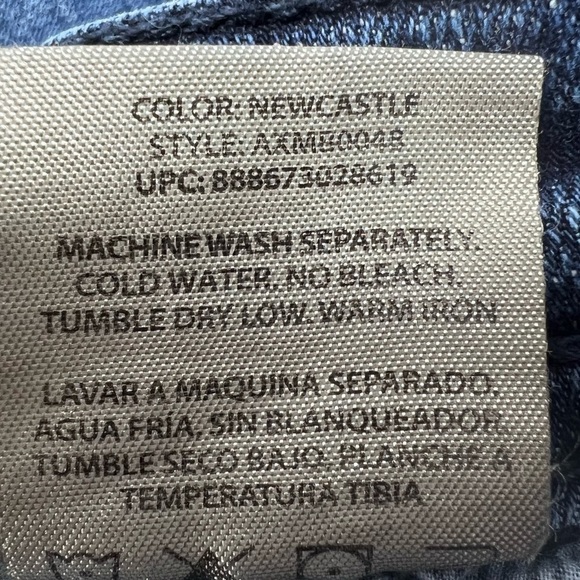 COLOR: NEWCASTLE
STYLE: AXMB0048
UPC: 888673028619
MACHINE WASH SEPARATELY.
COLD WATER. NO BLEACH.
TUMBLE DRY LOW. WARM IRON
LAVAR A MAQUINA SEPARADO.
AGUA FRÍA, SIN BLANQUEADOR.
TUMBLE SECO BAJO. PLANCHE A
TEMPERATURA TIBIA